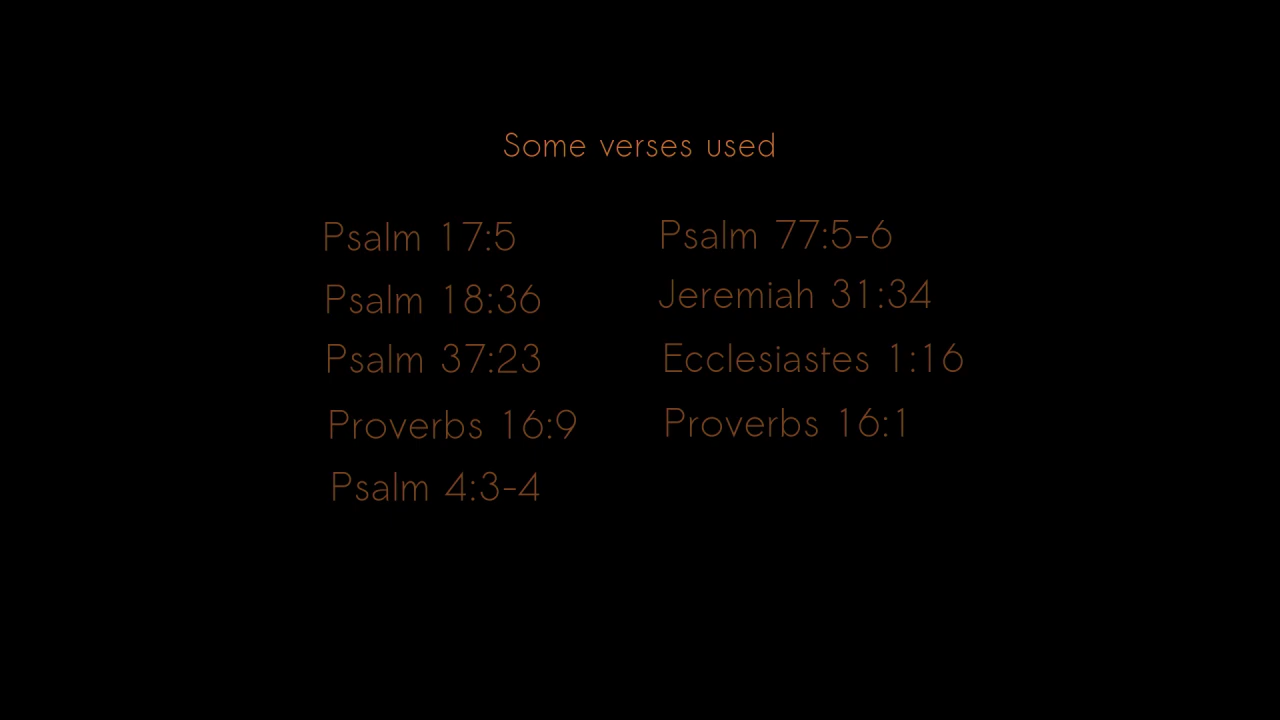 Some verses used
Psalm 17:5
Psalm 18:36
Psalm 37:23
Proverbs 16:9
Psalm 4:3-4
Psalm 77:5-6
Jeremiah 31:34
Ecclesiastes 1:16
Proverbs 16:1